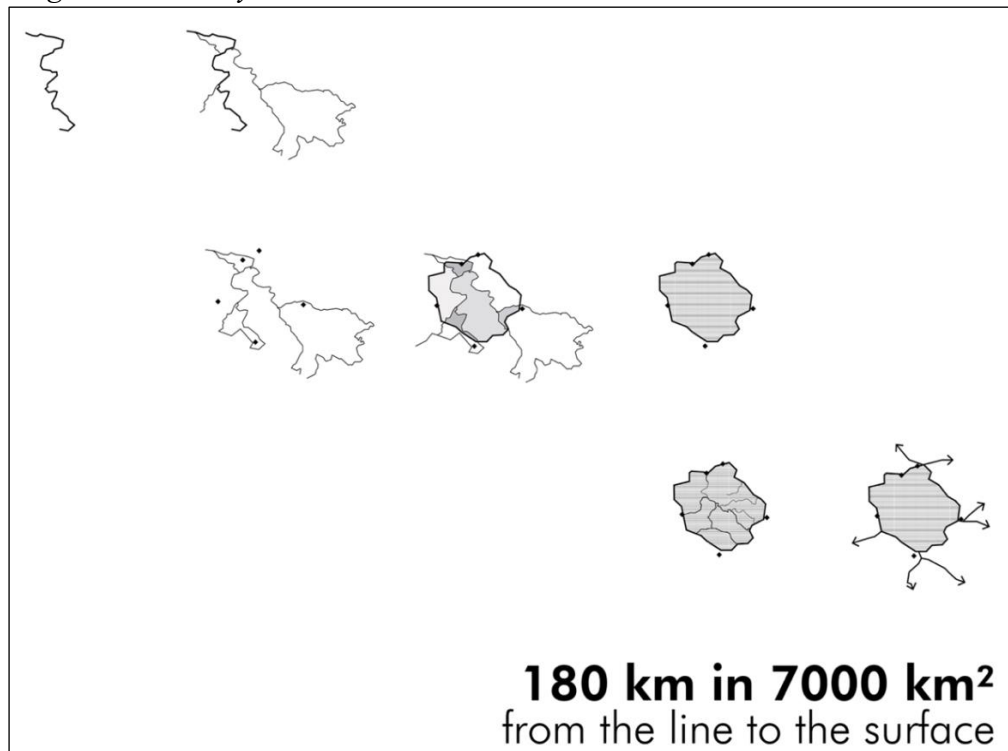 180 km in 7000 km²
from the line to the surface